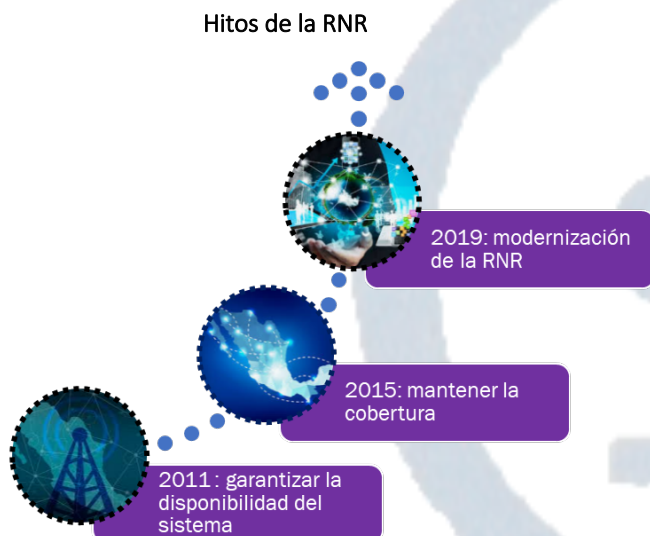 Hitos de la RNR
2019: modernización
de la RNR
2015: mantener la
cobertura
2011: garantizar la
disponibilidad del
sistema